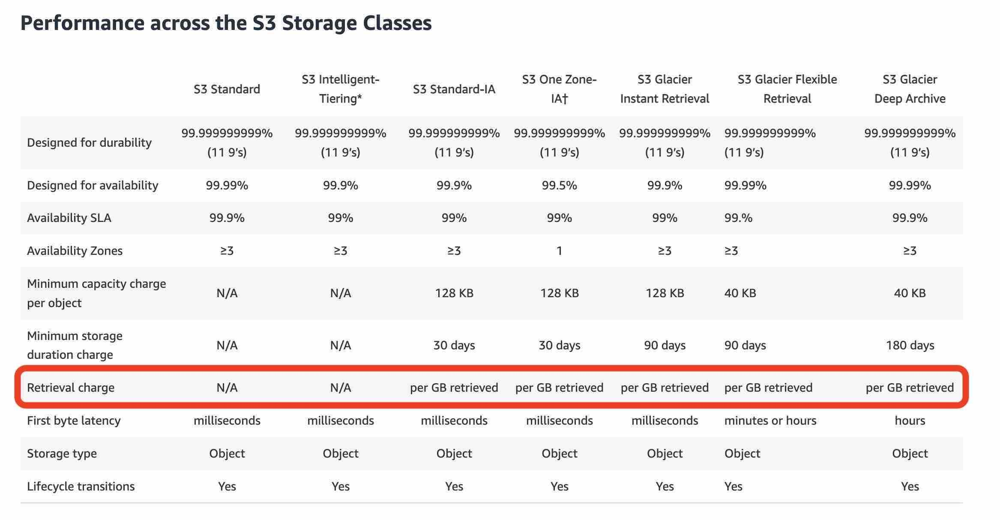 Performance across the S3 Storage Classes
S3 Standard S3 Intelligent-Tiering* S3 Standard-IA S3 One Zone-IA† S3 Glacier Instant Retrieval S3 Glacier Flexible Retrieval S3 Glacier Deep Archive
Designed for durability 99.999999999% (11 9’s) 99.999999999% (11 9’s) 99.999999999% (11 9’s) 99.999999999% (11 9’s) 99.999999999% (11 9’s) 99.999999999% (11 9’s) 99.999999999% (11 9’s)
Designed for availability 99.99% 99.9% 99.9% 99.5% 99.9% 99.99% 99.99%
Availability SLA 99.9% 99% 99% 99% 99% 99.% 99.9%
Availability Zones ≥3 ≥3 ≥3 1 ≥3 ≥3 ≥3
Minimum capacity charge per object N/A N/A 128 KB 128 KB 128 KB 40 KB 40 KB
Minimum storage duration charge N/A N/A 30 days 30 days 90 days 90 days 180 days
Retrieval charge N/A N/A per GB retrieved per GB retrieved per GB retrieved per GB retrieved per GB retrieved
First byte latency milliseconds milliseconds milliseconds milliseconds milliseconds minutes or hours hours
Storage type Object Object Object Object Object Object Object
Lifecycle transitions Yes Yes Yes Yes Yes Yes Yes